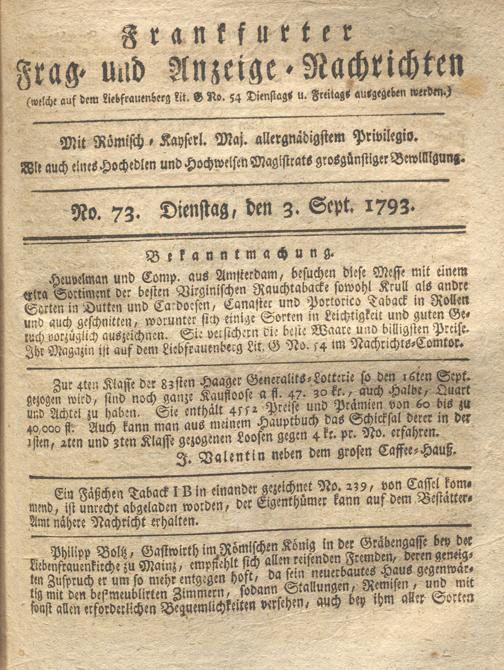 Frankfurter
Frag- und Anzeige-Nachrichten
(welche auf dem Liebfrauenberg Lit. G No. 54 Dienstags u. Freitags ausgegeben werden.)
Mit Römisch-Kayserl. Maj. allergnädigstem Privilegio.
Wie auch eines Hochedlen und Hochweisen Magistrats grosgünstiger Bewilligung.
No. 73. Dienstag, den 3. Sept. 1793.
Bekanntmachung.
Heuvelman und Comp. aus Amsterdam, besuchen diese Messe mit einem
extra Sortiment der besten Virginischen Rauchtabacke sowohl Krull als andre
Sorten in Dutten und Cardoesen, Canaster und Portorico Taback in Rollen
und auch geschnitten, worunter sich einige Sorten in Leichtigkeit und guten Ge-
ruch vorzüglich auszeichnen. Sie versichern die beste Waare und billigsten Preise.
Ihr Magazin ist auf dem Liebfrauenberg Lit. G No. 54 im Nachrichts-Comtor.
Zur 4ten Klasse der 83sten Haager Generalits-Lotterie so den 16ten Sept.
gezogen wird, sind noch ganze Kaufloose a fl. 47. 30 kr., auch Halbe, Quart
und Achtel zu haben. Sie enthält 4552 Preise und Prämien von 60 bis zu
40,000 fl. Auch kann man aus meinem Hauptbuch das Schicksal derer in der
1sten, 2ten und 3ten Klasse gezogenen Loosen gegen 4 kr. pr. No. erfahren.
J. Valentin neben dem grosen Caffee-Hauß.
Ein Fäßchen Taback I B in einander gezeichnet No. 239, von Cassel kom-
mend, ist unrecht abgeladen worden, der Eigenthümer kann auf dem Bestätter-
Amt nähere Nachricht erhalten.
Philipp Boltz, Gastwirth im Römischen König in der Gräbengasse bey der
Liebenfrauenkirche zu Mainz, empfiehlt sich allen reisenden Fremden, deren geneig-
ten Zuspruch er um so mehr entgegen hoft, da sein neuerbautes Haus gegenwär-
tig mit den bestmeublirten Zimmern, sodann Stallungen, Remisen, und mit
sonst allen erforderlichen Bequemlichkeiten versehen, auch bey ihm aller Sorten